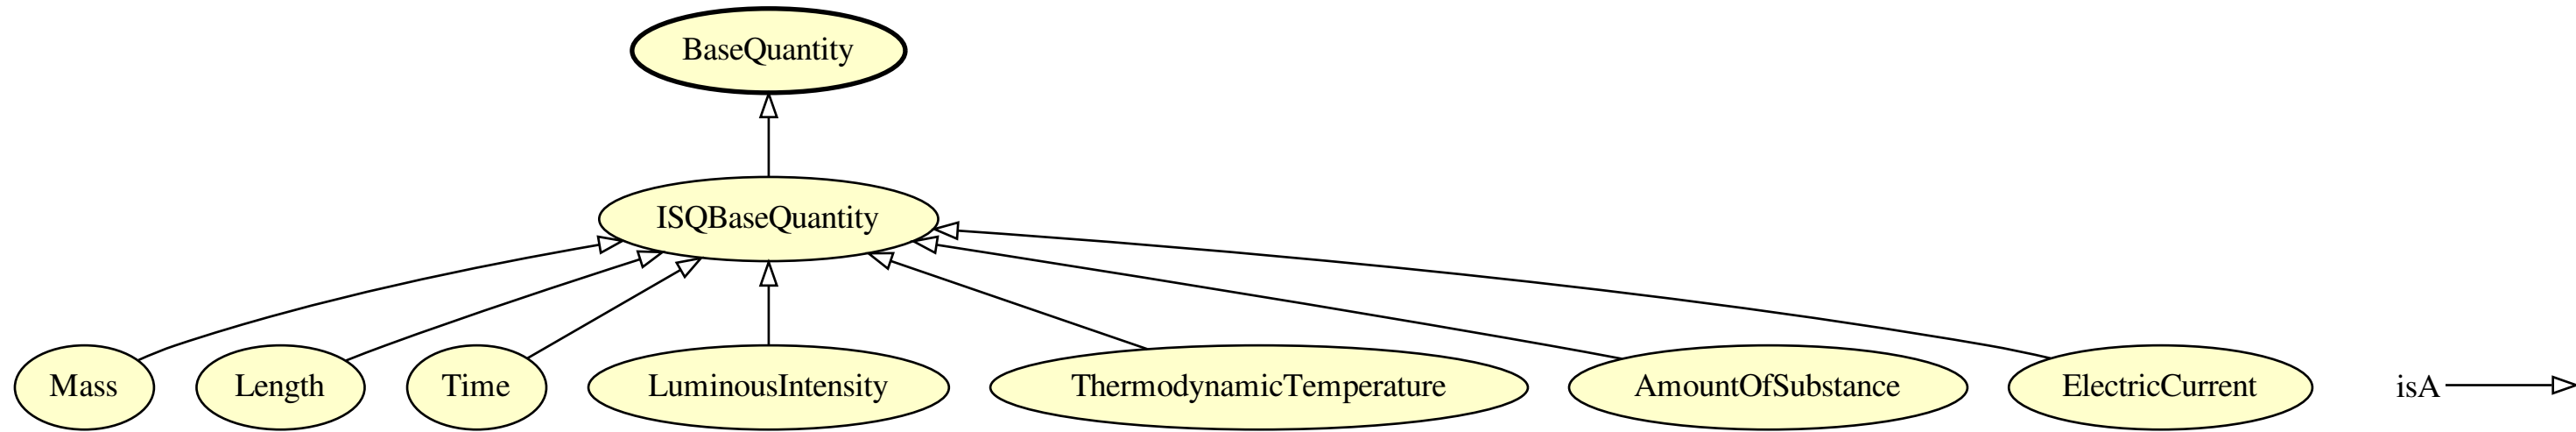 BaseQuantity
ISQBaseQuantity
Mass
Length
Time
LuminousIntensity
ThermodynamicTemperature
AmountOfSubstance
ElectricCurrent
isA